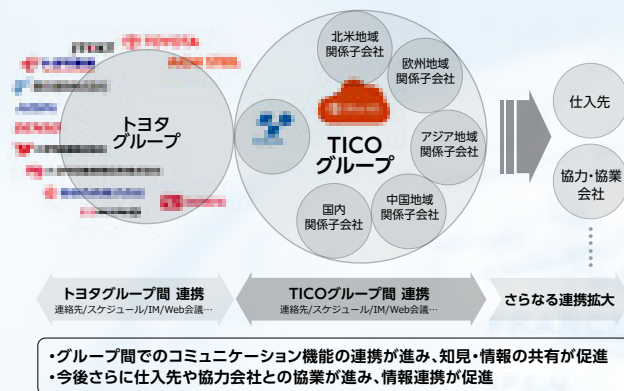 TOYOTA
DENSO
トヨタ
グループ
北米地域
関係子会社
欧州地域
関係子会社
TICO
グループ
アジア地域
関係子会社
中国地域
関係子会社
国内
関係子会社
仕入先
協力・協業
会社
トヨタグループ間 連携
連絡先/スケジュール/IM/Web会議…
TICOグループ間 連携
連絡先/スケジュール/IM/Web会議…
さらなる連携拡大
・グループ間でのコミュニケーション機能の連携が進み、知見・情報の共有が促進
・今後さらに仕入先や協力会社との協業が進み、情報連携が促進